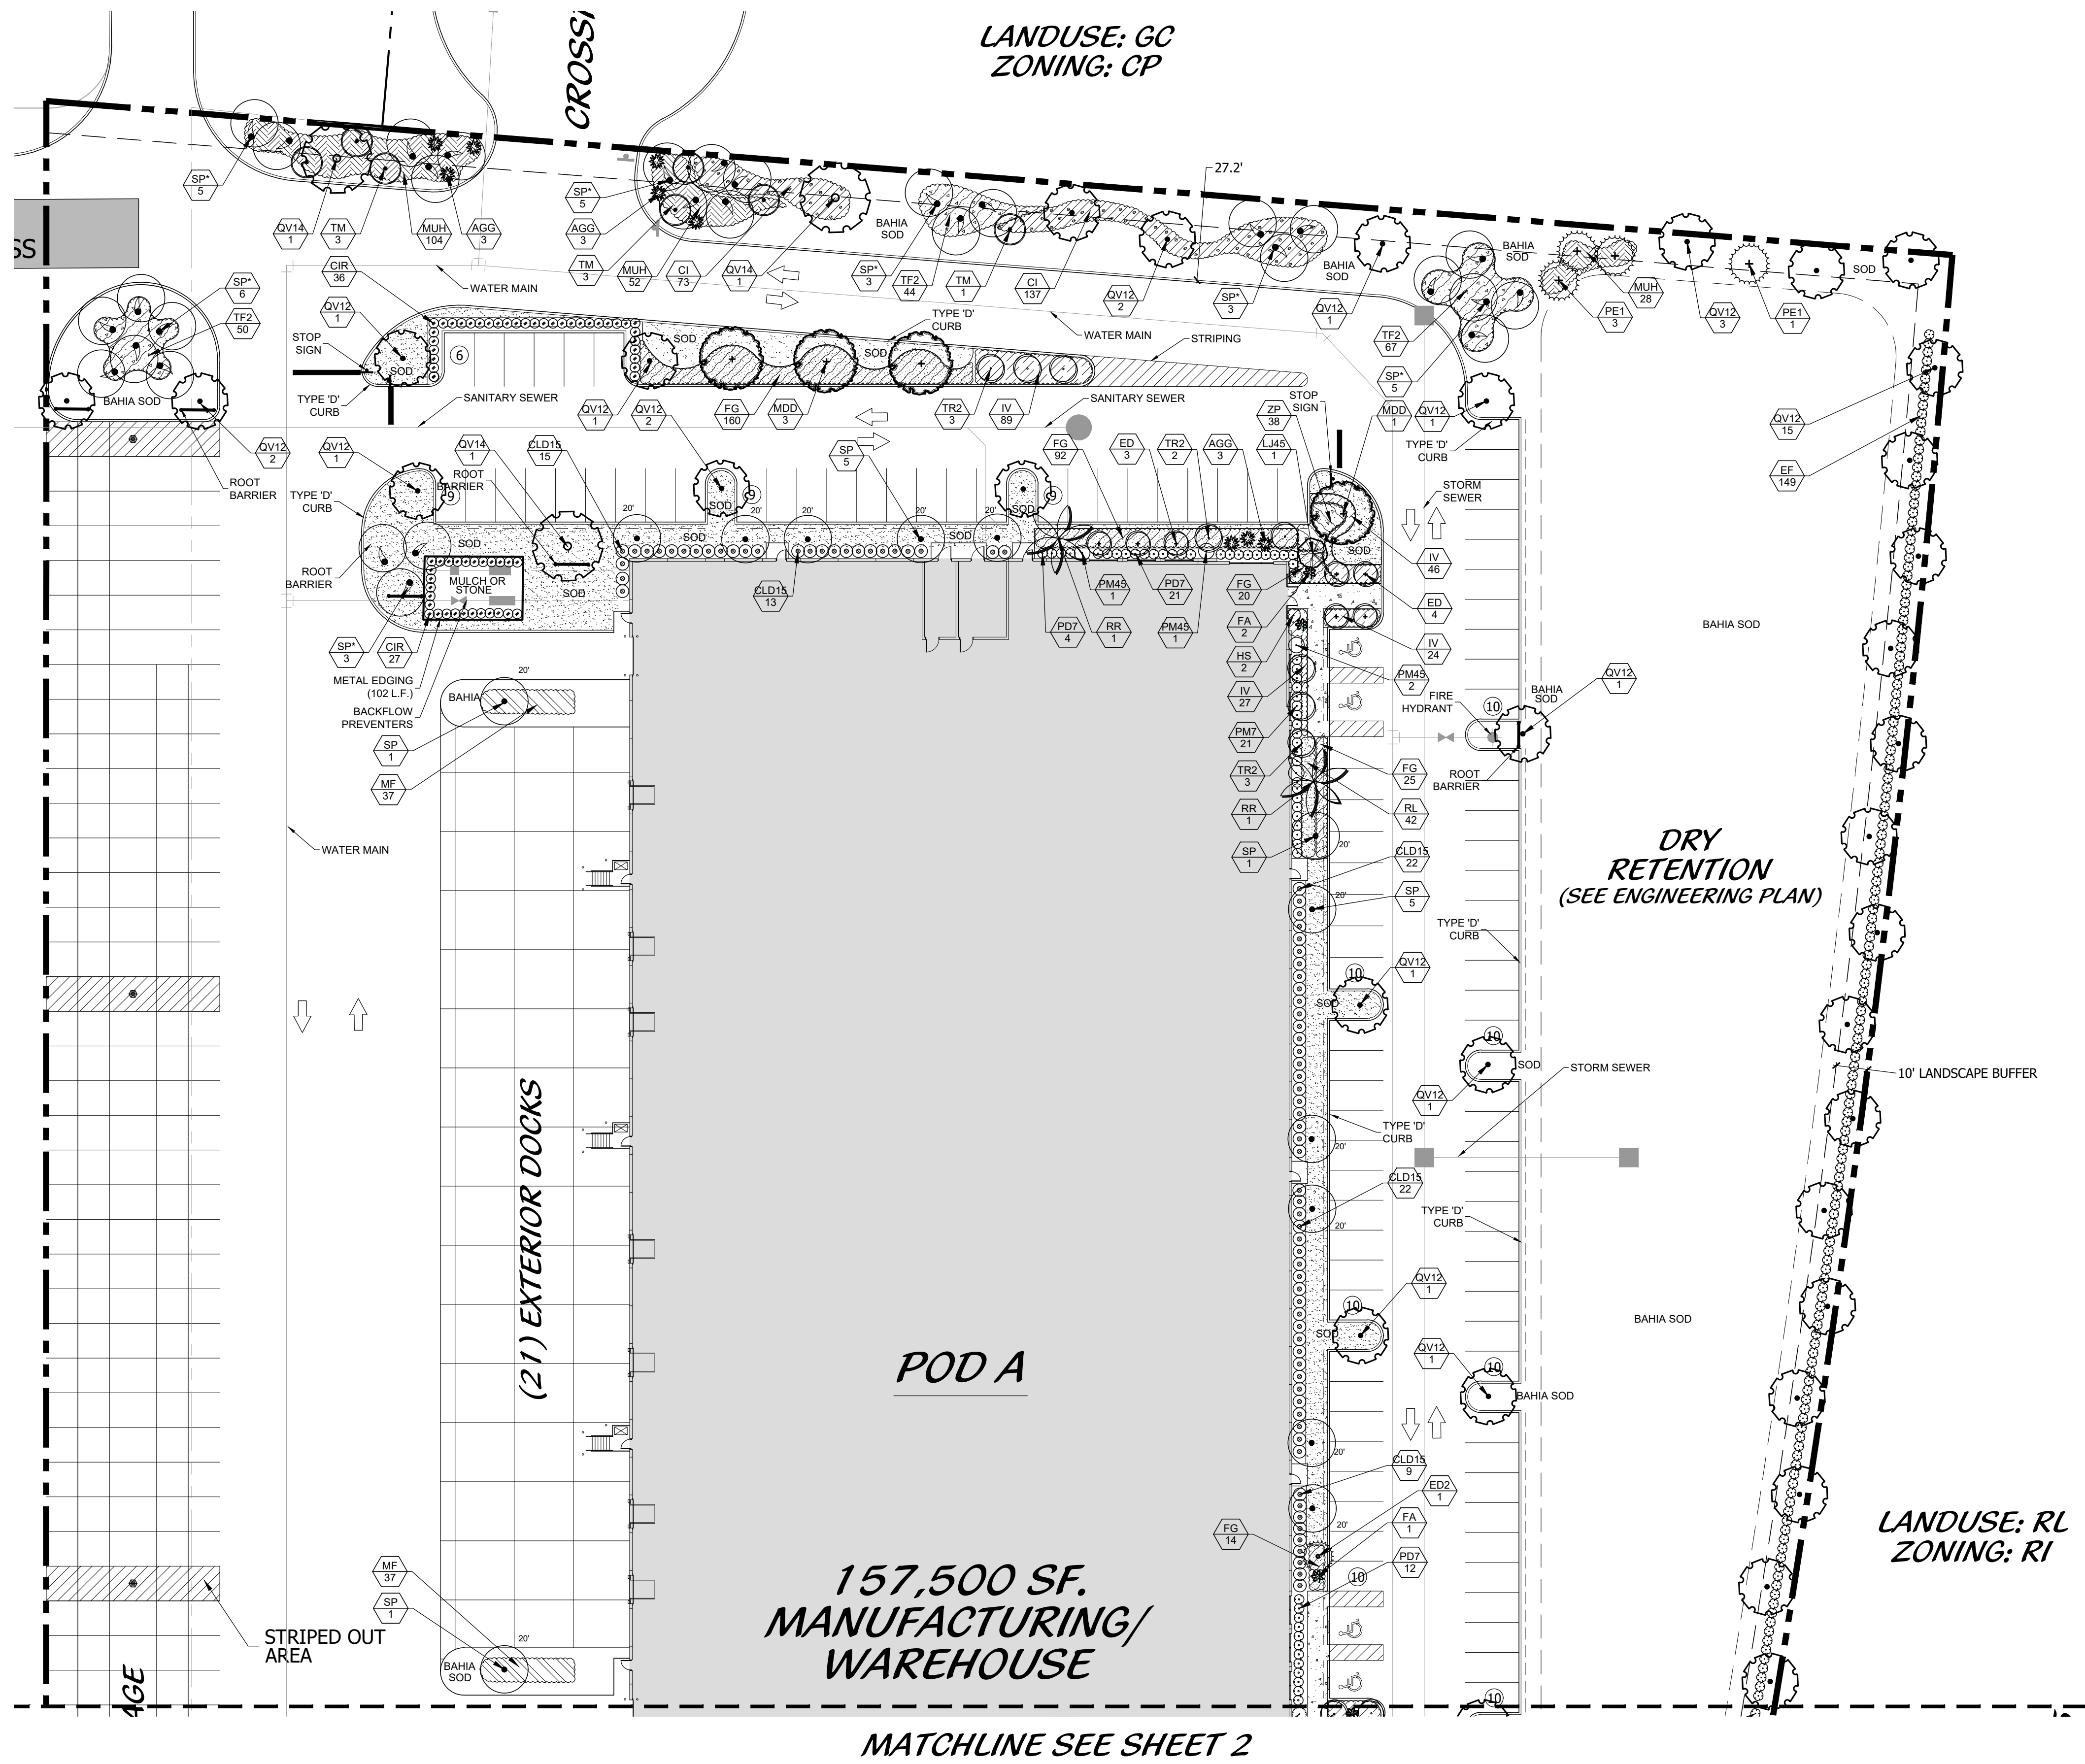 LANDUSE: GC
ZONING: CP
CROSSI
27.2'
SS
SP*
5
QV14
1
TM
3
MUH
104
AGG
3
SP*
5
AGG
3
TM
3
MUH
52
CI
73
QV14
1
BAHIA
SOD
SP*
3
TF2
44
TM
1
CI
137
QV12
2
SP*
3
BAHIA
SOD
QV12
1
BAHIA
SOD
PE1
3
MUH
28
QV12
3
PE1
1
SOD
CIR
36
WATER MAIN
SP*
6
TF2
50
QV12
1
STOP
SIGN
6
SOD
TYPE 'D'
CURB
SOD
SOD
TYPE 'D'
CURB
WATER MAIN
STRIPING
TF2
67
SP*
5
BAHIA SOD
SANITARY SEWER
QV12
1
QV12
2
FG
160
MDD
3
TR2
3
IV
89
SANITARY SEWER
ZP
38
STOP
SIGN
MDD
1
QV12
1
TYPE 'D'
CURB
QV12
15
EF
149
QV12
2
ROOT
BARRIER
QV12
1
QV14
1
ROOT
BARRIER
CLD15
15
SP
5
FG
92
ED
3
TR2
2
AGG
3
LJ45
1
TYPE 'D'
CURB
9
9
9
STORM
SEWER
SOD
SOD
20'
20'
20'
20'
20'
SOD
SOD
SOD
SOD
ROOT
BARRIER
MULCH OR
STONE
SOD
CLD15
13
PM45
1
PD7
21
FG
20
IV
46
ED
4
PD7
4
RR
1
PM45
1
FA
2
IV
24
BAHIA SOD
SP*
3
CIR
27
HS
2
METAL EDGING
(102 L.F.)
BACKFLOW
PREVENTERS
20'
BAHIA
IV
27
PM45
2
FIRE
HYDRANT
10
BAHIA
SOD
QV12
1
SP
1
PM7
21
MF
37
TR2
3
FG
25
ROOT
BARRIER
RR
1
RL
42
WATER MAIN
SP
1
20'
CLD15
22
DRY
RETENTION
(SEE ENGINEERING PLAN)
20'
SP
5
TYPE 'D'
CURB
10
QV12
1
SOD
10
SOD
STORM SEWER
10' LANDSCAPE BUFFER
QV12
1
TYPE 'D'
CURB
20'
CLD15
22
(21) EXTERIOR DOCKS
20'
TYPE 'D'
CURB
QV12
1
10
SOD
BAHIA SOD
QV12
1
POD A
10
BAHIA SOD
20'
CLD15
9
ED2
1
20'
FA
1
FG
14
PD7
12
10
LANDUSE: RL
ZONING: RI
MF
37
SP
1
157,500 SF.
MANUFACTURING/
WAREHOUSE
STRIPED OUT
AREA
20'
BAHIA
SOD
AGE
10
MATCHLINE SEE SHEET 2